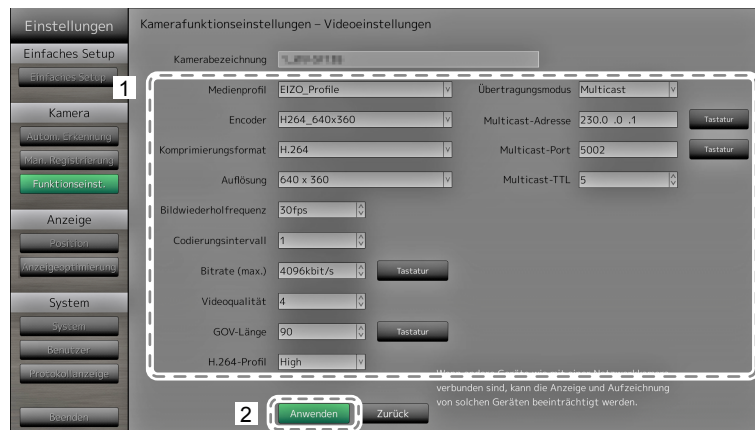 Einstellungen
Einfaches Setup
Einfaches Setup
Kamera
Autom. Erkennung
Man. Registrierung
Funktionseinst.
Anzeige
Position
Anzeigeoptimierung
System
System
Benutzer
Protokollanzeige
Beenden
Kamerafunktionseinstellungen – Videoeinstellungen
Kamerabezeichnung
1
Medienprofil EIZO_Profile
Encoder H264_640x360
Komprimierungsformat H.264
Auflösung 640 x 360
Bildwiederholfrequenz 30fps
Codierungsintervall 1
Bitrate (max.) 4096kbit/s Tastatur
Videoqualität 4
GOV-Länge 90 Tastatur
H.264-Profil High
Übertragungsmodus Multicast
Multicast-Adresse 230.0 .0 .1 Tastatur
Multicast-Port 5002 Tastatur
Multicast-TTL 5
verbunden sind, kann die Anzeige und Aufzeichnung
von solchen Geräten beeinträchtigt werden.
2
Anwenden Zurück